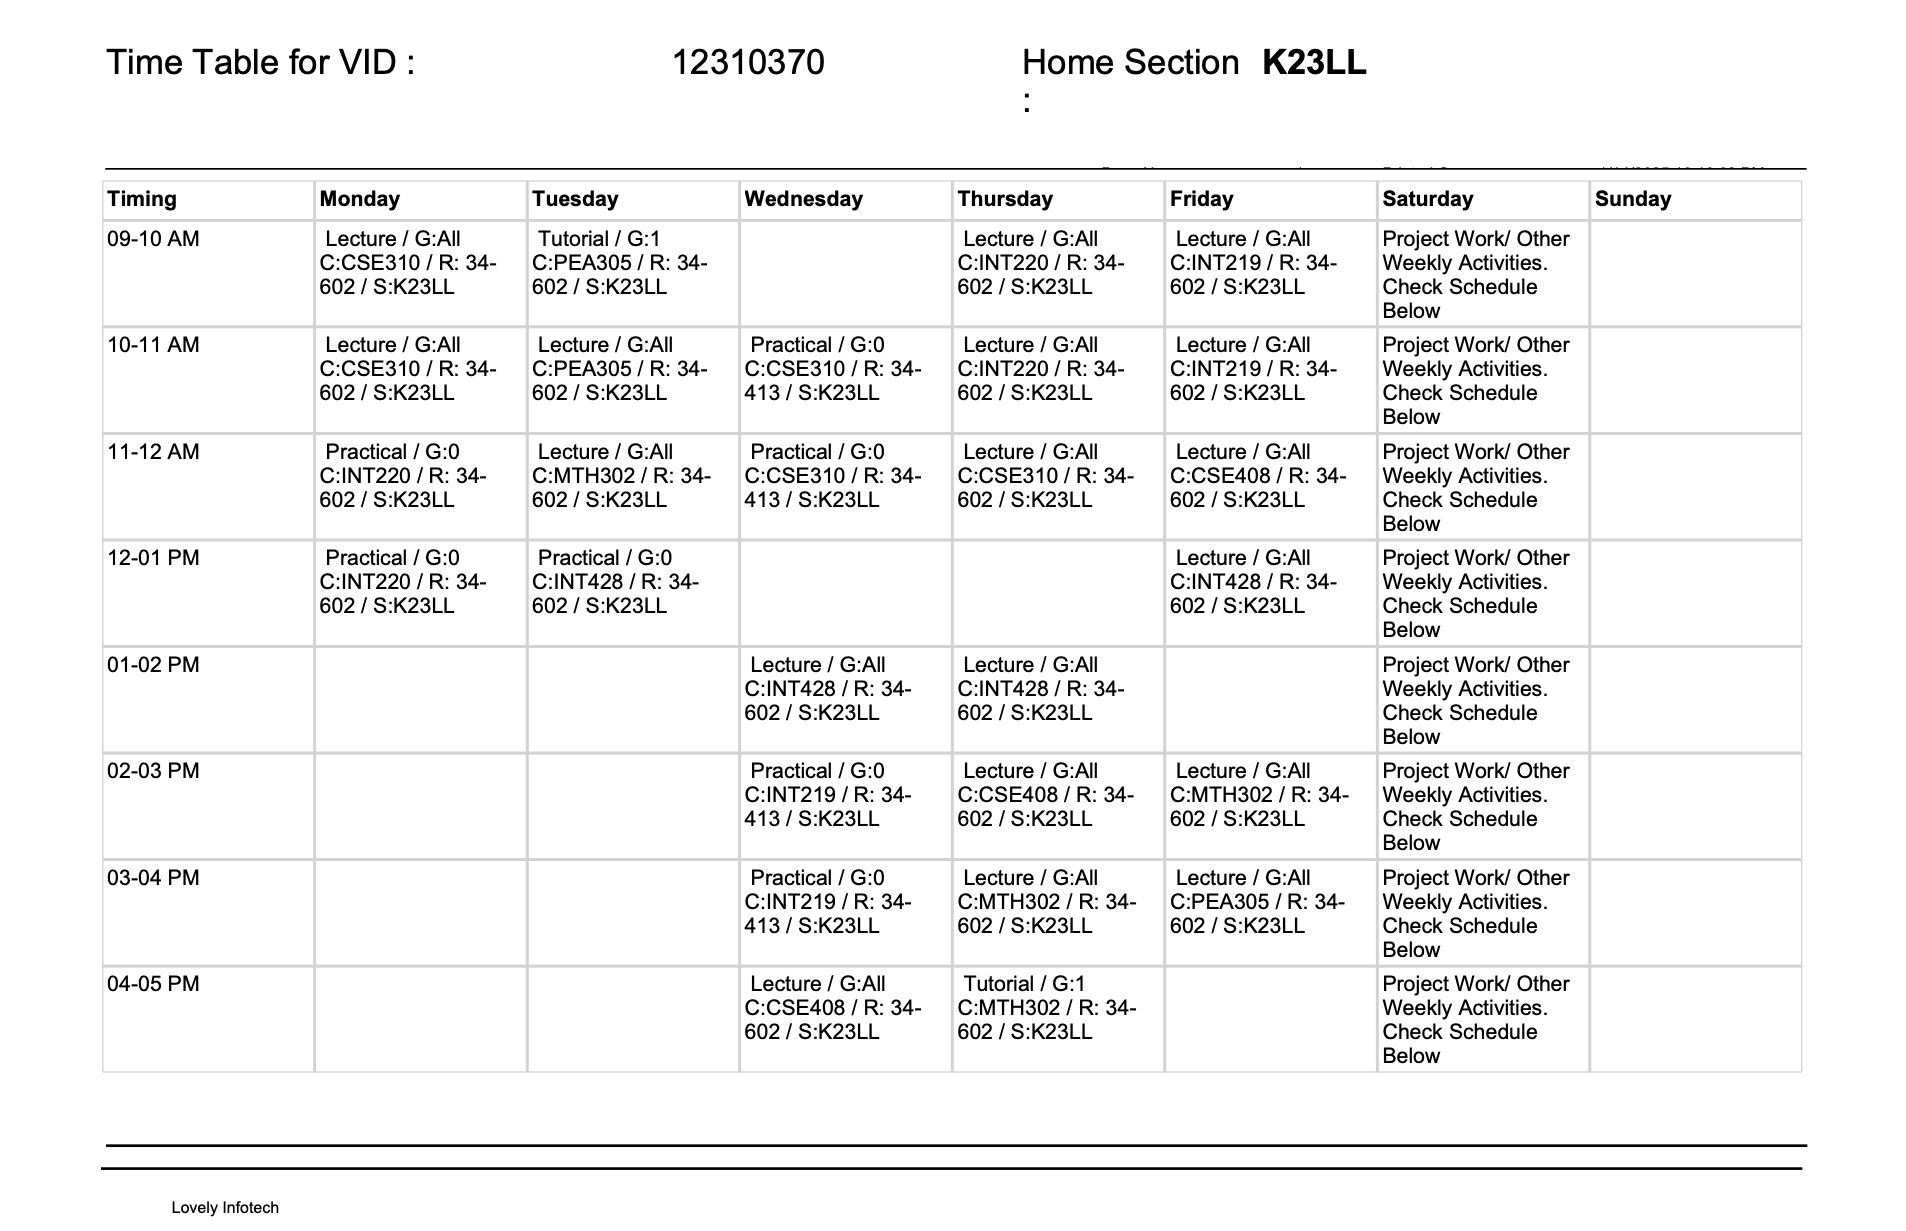 Time Table for VID : 12310370 Home Section K23LL
:
Timing Monday Tuesday Wednesday Thursday Friday Saturday Sunday
09-10 AM Lecture / G:All Tutorial / G:1 Lecture / G:All Lecture / G:All Project Work/ Other
C:CSE310 / R: 34- C:PEA305 / R: 34- C:INT220 / R: 34- C:INT219 / R: 34- Weekly Activities.
602 / S:K23LL 602 / S:K23LL 602 / S:K23LL 602 / S:K23LL Check Schedule
Below
10-11 AM Lecture / G:All Lecture / G:All Practical / G:0 Lecture / G:All Lecture / G:All Project Work/ Other
C:CSE310 / R: 34- C:PEA305 / R: 34- C:CSE310 / R: 34- C:INT220 / R: 34- C:INT219 / R: 34- Weekly Activities.
602 / S:K23LL 602 / S:K23LL 413 / S:K23LL 602 / S:K23LL 602 / S:K23LL Check Schedule
Below
11-12 AM Practical / G:0 Lecture / G:All Practical / G:0 Lecture / G:All Lecture / G:All Project Work/ Other
C:INT220 / R: 34- C:MTH302 / R: 34- C:CSE310 / R: 34- C:CSE310 / R: 34- C:CSE408 / R: 34- Weekly Activities.
602 / S:K23LL 602 / S:K23LL 413 / S:K23LL 602 / S:K23LL 602 / S:K23LL Check Schedule
Below
12-01 PM Practical / G:0 Practical / G:0 Lecture / G:All Project Work/ Other
C:INT220 / R: 34- C:INT428 / R: 34- C:INT428 / R: 34- Weekly Activities.
602 / S:K23LL 602 / S:K23LL 602 / S:K23LL Check Schedule
Below
01-02 PM Lecture / G:All Lecture / G:All Project Work/ Other
C:INT428 / R: 34- C:INT428 / R: 34- Weekly Activities.
602 / S:K23LL 602 / S:K23LL Check Schedule
Below
02-03 PM Practical / G:0 Lecture / G:All Lecture / G:All Project Work/ Other
C:INT219 / R: 34- C:CSE408 / R: 34- C:MTH302 / R: 34- Weekly Activities.
413 / S:K23LL 602 / S:K23LL 602 / S:K23LL Check Schedule
Below
03-04 PM Practical / G:0 Lecture / G:All Lecture / G:All Project Work/ Other
C:INT219 / R: 34- C:MTH302 / R: 34- C:PEA305 / R: 34- Weekly Activities.
413 / S:K23LL 602 / S:K23LL 602 / S:K23LL Check Schedule
Below
04-05 PM Lecture / G:All Tutorial / G:1 Project Work/ Other
C:CSE408 / R: 34- C:MTH302 / R: 34- Weekly Activities.
602 / S:K23LL 602 / S:K23LL Check Schedule
Below
Lovely Infotech